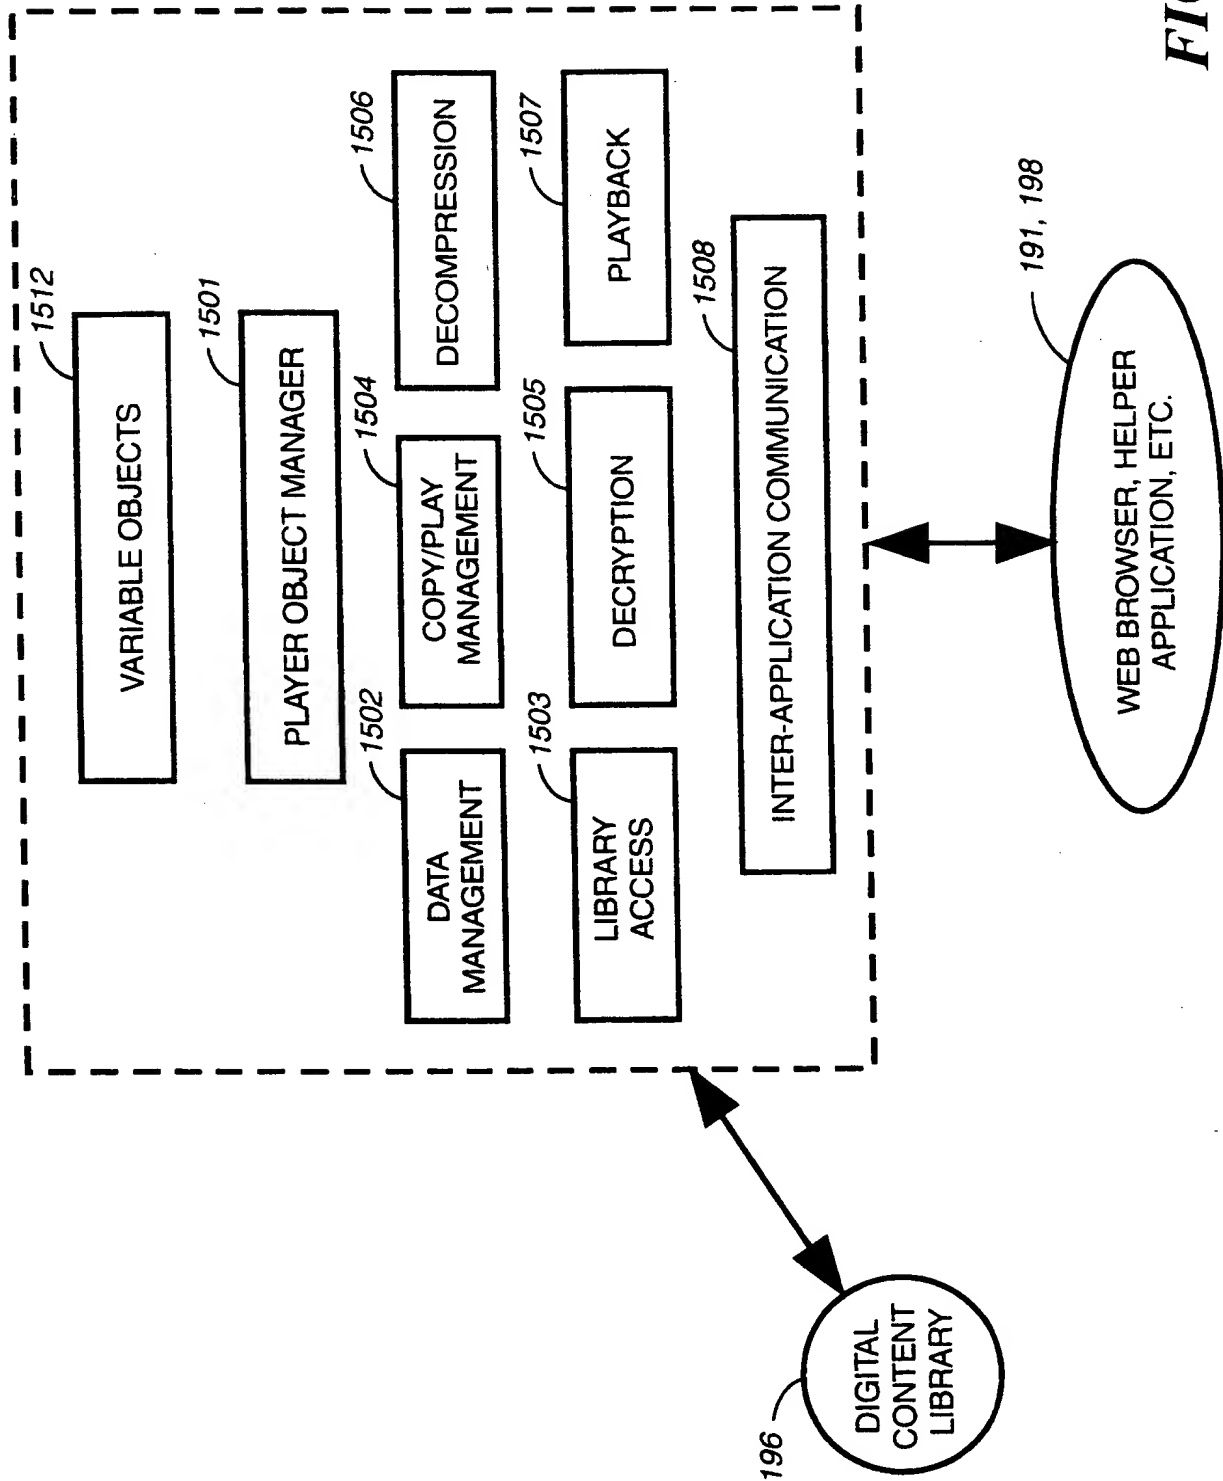 1512
VARIABLE OBJECTS
1501
PLAYER OBJECT MANAGER
1502
DATA
MANAGEMENT
1504
COPY/PLAY
MANAGEMENT
1506
DECOMPRESSION
1503
LIBRARY
ACCESS
1505
DECRYPTION
1507
PLAYBACK
1508
INTER-APPLICATION COMMUNICATION
196
DIGITAL
CONTENT
LIBRARY
191, 198
WEB BROWSER, HELPER
APPLICATION, ETC.